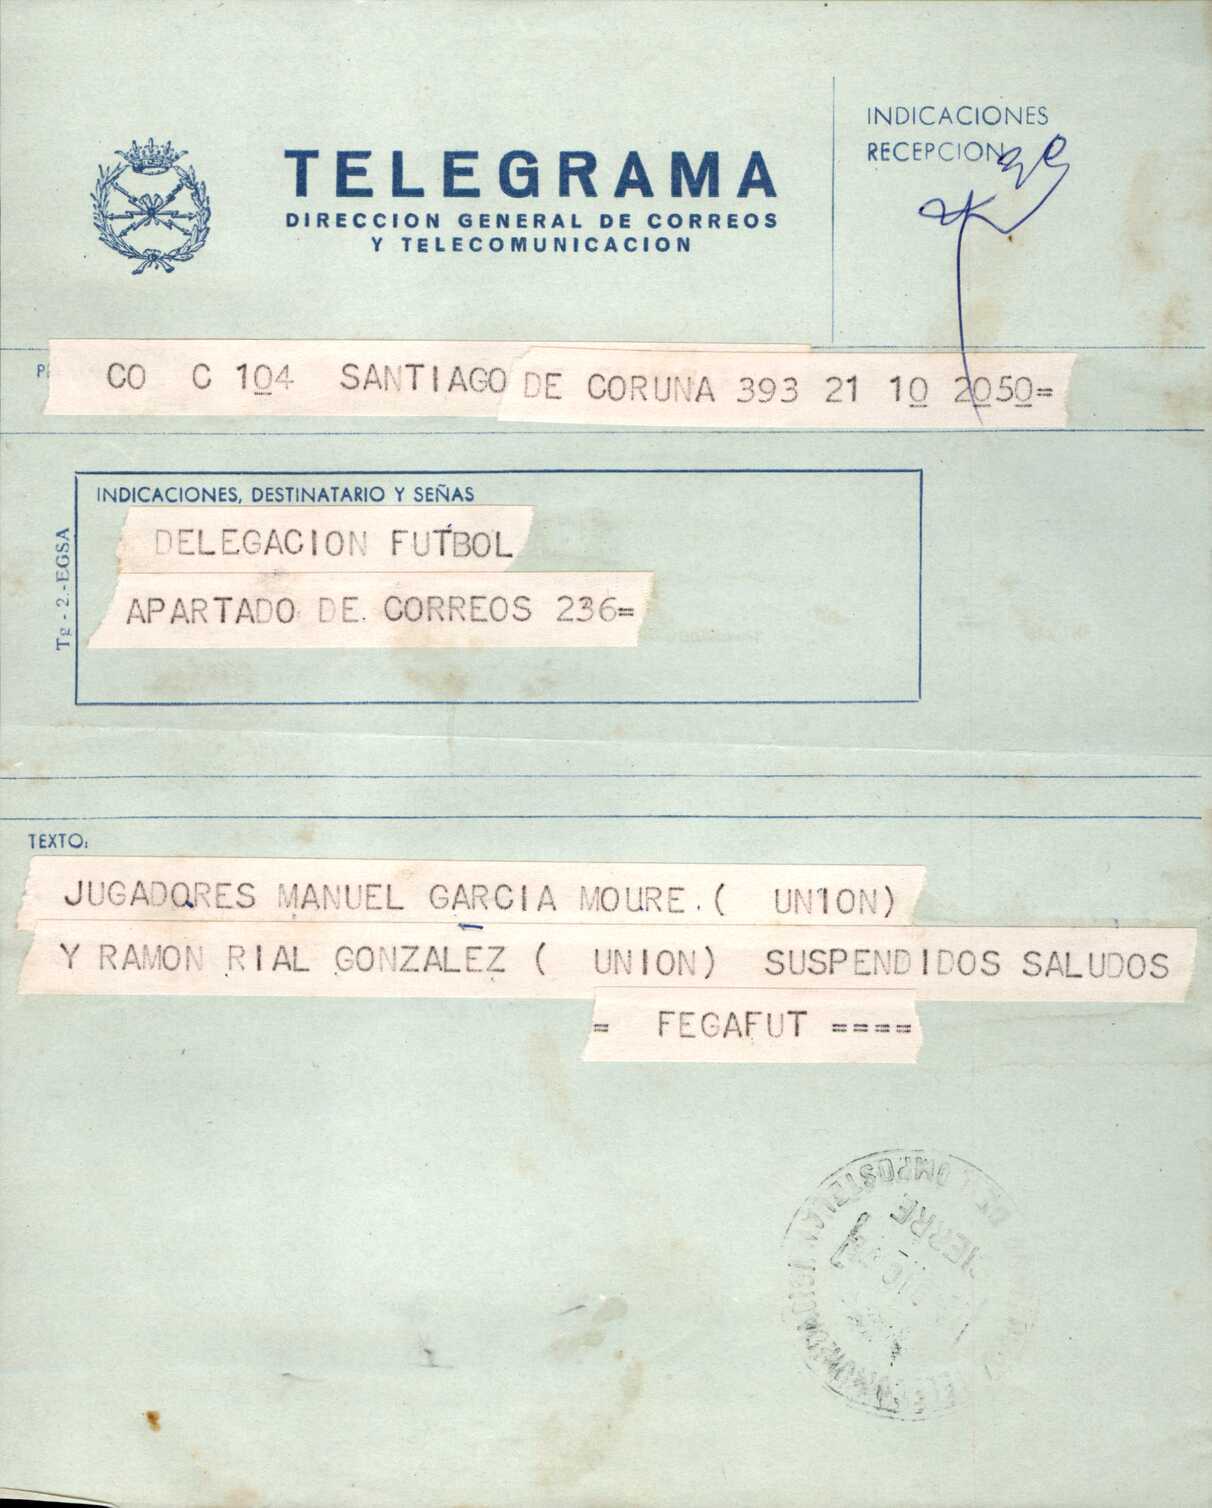 TELEGRAMA
DIRECCION GENERAL DE CORREOS
Y TELECOMUNICACION
INDICACIONES
RECEPCION
CO C 104 SANTIAGO DE CORUNA 393 21 10 2050=
INDICACIONES, DESTINATARIO Y SEÑAS
DELEGACION FUTBOL
APARTADO DE CORREOS 236=
Tg - 2.-EGSA
TEXTO:
JUGADORES MANUEL GARCIA MOURE.( UN1ON)
Y RAMON RIAL GONZALEZ ( UNION) SUSPENDIDOS SALUDOS
= FEGAFUT ====